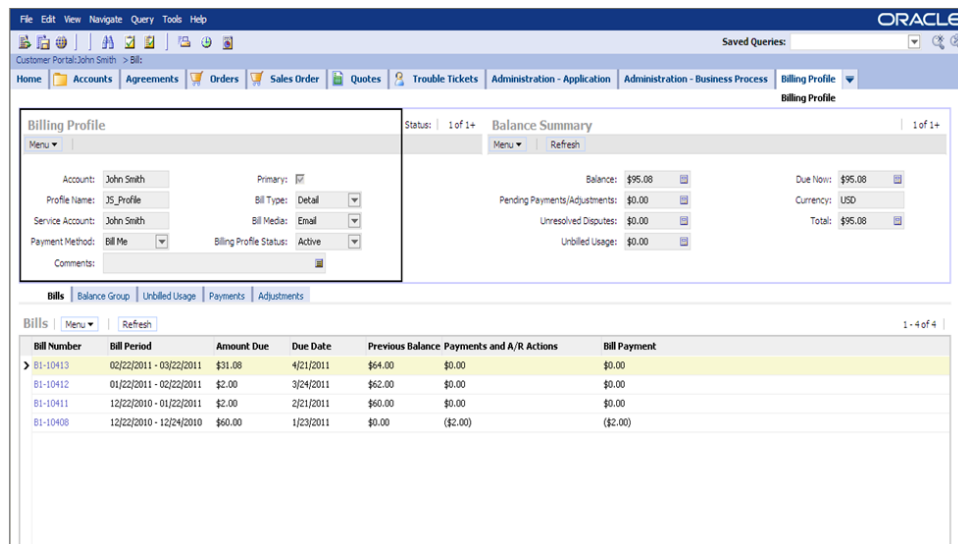 File Edit View Navigate Query Tools Help
ORACLE
Saved Queries:
Customer Portal:John Smith > Bill:
Home Accounts Agreements Orders Sales Order Quotes Trouble Tickets Administration - Application Administration - Business Process Billing Profile
Billing Profile
Billing Profile Status: 1 of 1+
Menu
Account: John Smith Primary:
Profile Name: JS_Profile Bill Type: Detail
Service Account: John Smith Bill Media: Email
Payment Method: Bill Me Billing Profile Status: Active
Comments:
Balance Summary 1 of 1+
Menu Refresh
Balance: $95.08 Due Now: $95.08
Pending Payments/Adjustments: $0.00 Currency: USD
Unresolved Disputes: $0.00 Total: $95.08
Unbilled Usage: $0.00
Bills Balance Group Unbilled Usage Payments Adjustments
Bills Menu Refresh 1 - 4 of 4
Bill Number Bill Period Amount Due Due Date Previous Balance Payments and A/R Actions Bill Payment
B1-10413 02/22/2011 - 03/22/2011 $31.08 4/21/2011 $64.00 $0.00 $0.00
B1-10412 01/22/2011 - 02/22/2011 $2.00 3/24/2011 $62.00 $0.00 $0.00
B1-10411 12/22/2010 - 01/22/2011 $2.00 2/21/2011 $60.00 $0.00 $0.00
B1-10408 12/22/2010 - 12/24/2010 $60.00 1/23/2011 $0.00 ($2.00) ($2.00)